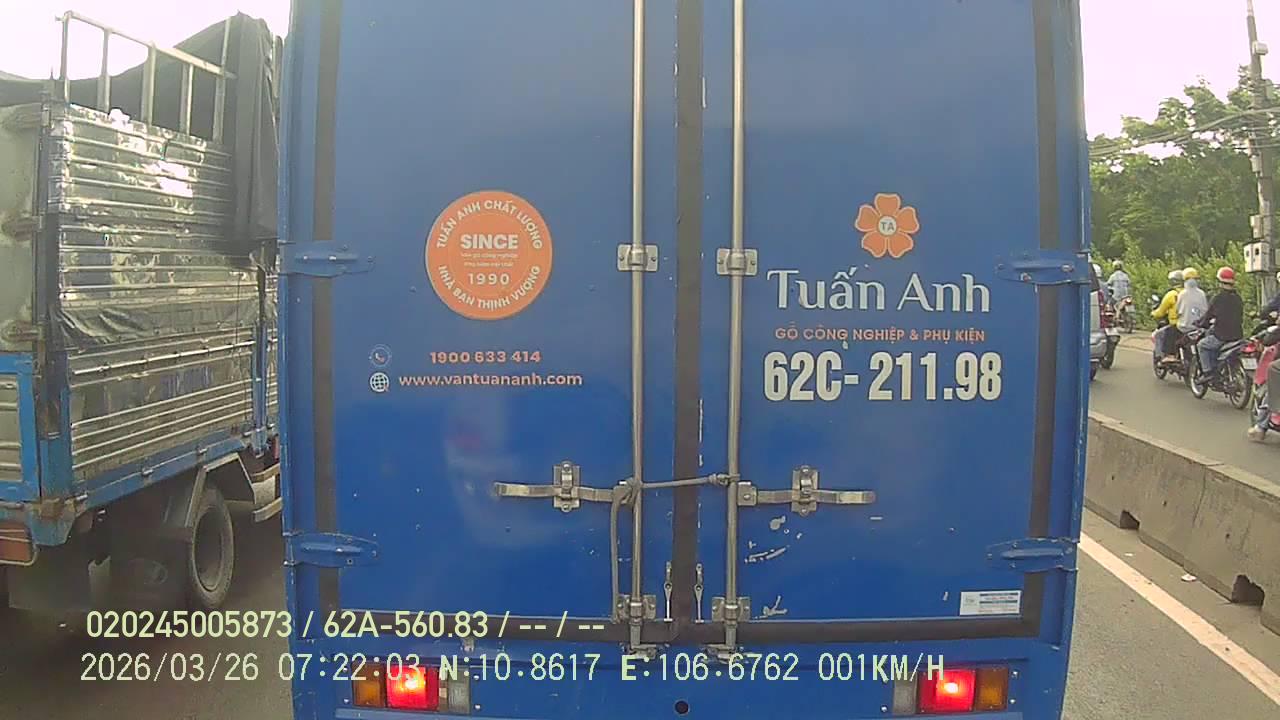 TUẤN ANH CHẤT LƯỢNG
SINCE
1990
NHÀ BẠN THỊNH VƯỢNG
1900 633 414
www.vantuananh.com
TA
Tuấn Anh
GỖ CÔNG NGHIỆP & PHỤ KIỆN
62C- 211.98
020245005873 / 62A-560.83 / -- / --
2026/03/26 07:22:03 N:10.8617 E:106.6762 001KM/H